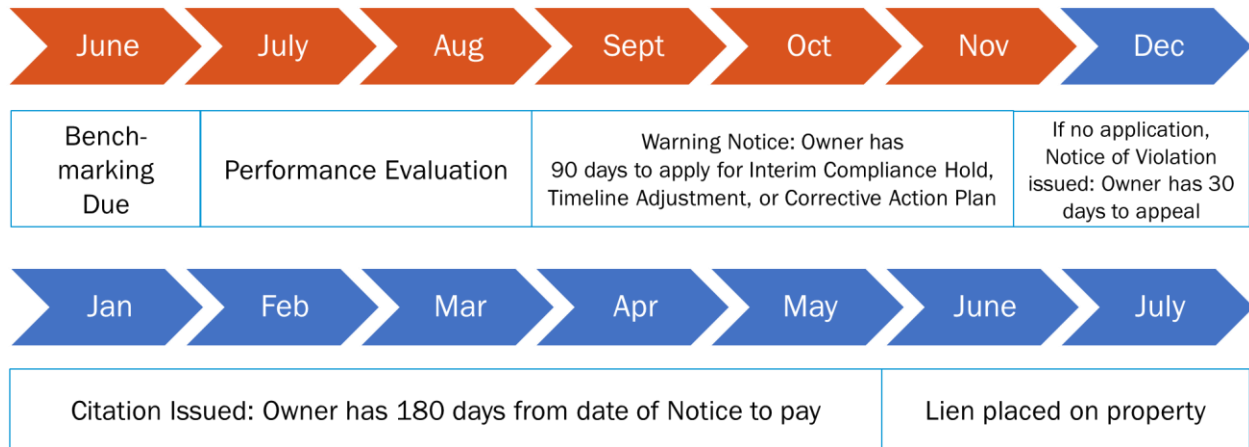 June
July
Aug
Sept
Oct
Nov
Dec
Bench-
marking
Due
Performance Evaluation
Warning Notice: Owner has
90 days to apply for Interim Compliance Hold,
Timeline Adjustment, or Corrective Action Plan
If no application,
Notice of Violation
issued: Owner has 30
days to appeal
Jan
Feb
Mar
Apr
May
June
July
Citation Issued: Owner has 180 days from date of Notice to pay
Lien placed on property